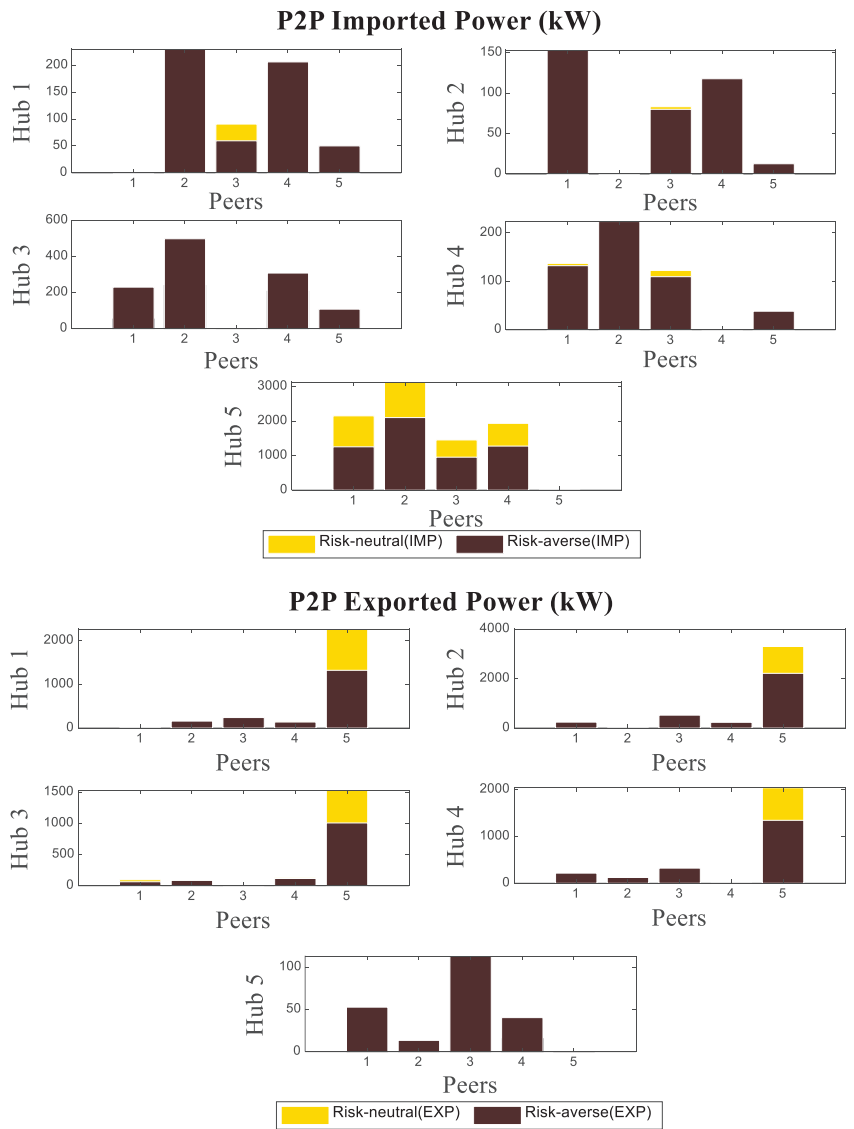 P2P Imported Power (kW)
Hub 1
200
150
100
50
0
1 2 3 4 5
Peers
Hub 2
150
100
50
0
1 2 3 4 5
Peers
Hub 3
600
400
200
0
1 2 3 4 5
Peers
Hub 4
200
100
0
1 2 3 4 5
Peers
Hub 5
3000
2000
1000
0
1 2 3 4 5
Risk-neutral(IMP) Risk-averse(IMP)
P2P Exported Power (kW)
Hub 1
2000
1000
0
1 2 3 4 5
Peers
Hub 2
4000
2000
0
1 2 3 4 5
Peers
Hub 3
1500
1000
500
0
1 2 3 4 5
Peers
Hub 4
2000
1000
0
1 2 3 4 5
Peers
Hub 5
100
50
0
1 2 3 4 5
Risk-neutral(EXP) Risk-averse(EXP)